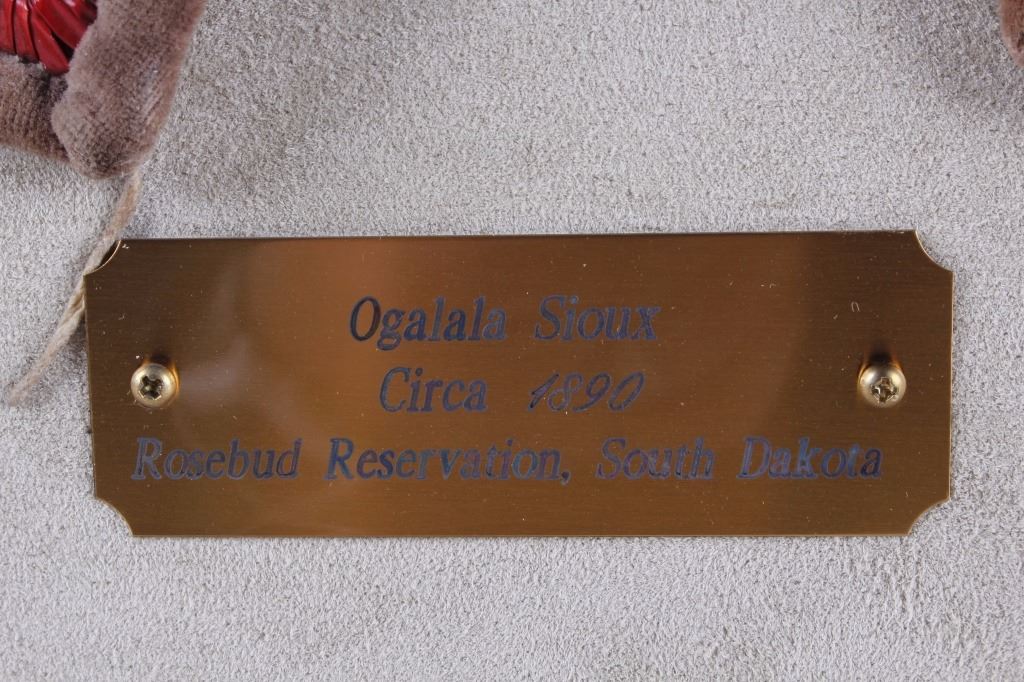 Ogalala Sioux
Circa 1890
Rosebud Reservation, South Dakota